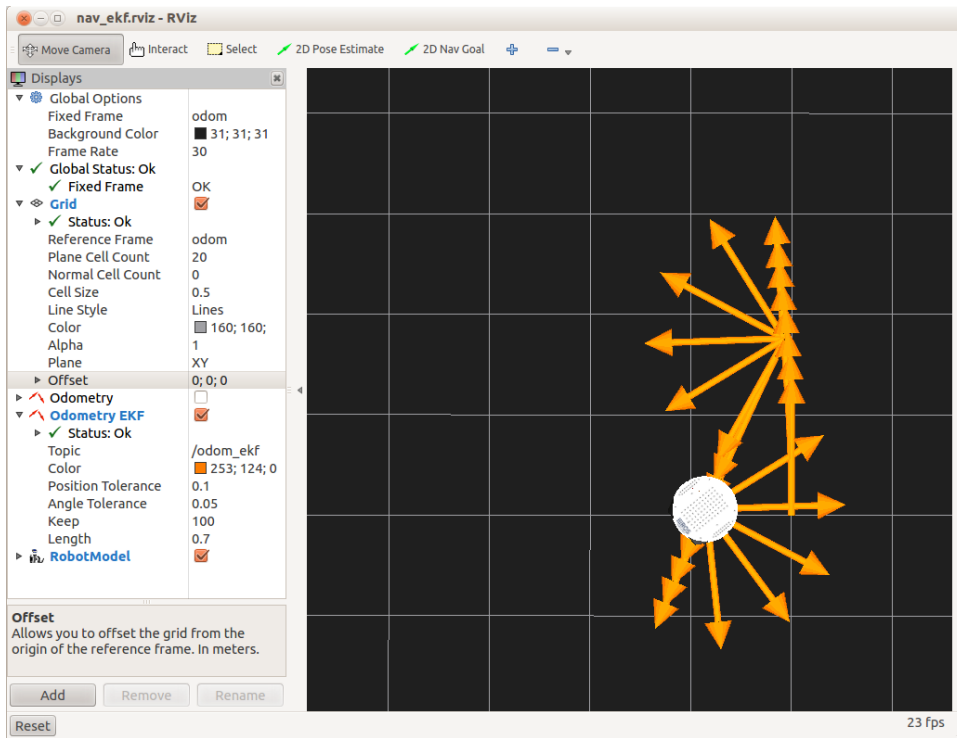 nav_ekf.rviz - RViz
Move Camera Interact Select 2D Pose Estimate 2D Nav Goal
Displays
Global Options
Fixed Frame odom
Background Color 31; 31; 31
Frame Rate 30
Global Status: Ok
Fixed Frame OK
Grid
Status: Ok
Reference Frame odom
Plane Cell Count 20
Normal Cell Count 0
Cell Size 0.5
Line Style Lines
Color 160; 160;
Alpha 1
Plane XY
Offset 0; 0; 0
Odometry
Odometry EKF
Status: Ok
Topic /odom_ekf
Color 253; 124; 0
Position Tolerance 0.1
Angle Tolerance 0.05
Keep 100
Length 0.7
RobotModel
Offset
Allows you to offset the grid from the
origin of the reference frame. In meters.
Add Remove Rename
Reset 23 fps